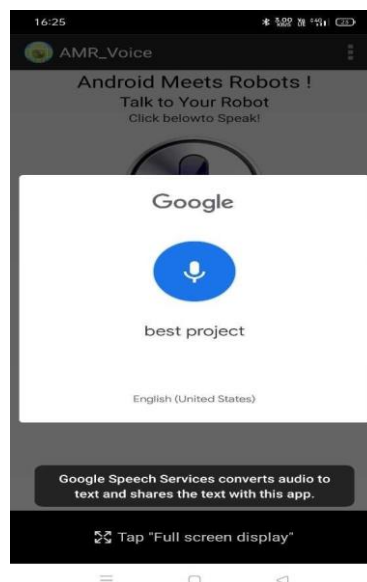 16:25
AMR_Voice
Android Meets Robots !
Talk to Your Robot
Click belowto Speak!
Google
best project
English (United States)
Google Speech Services converts audio to
text and shares the text with this app.
Tap "Full screen display"